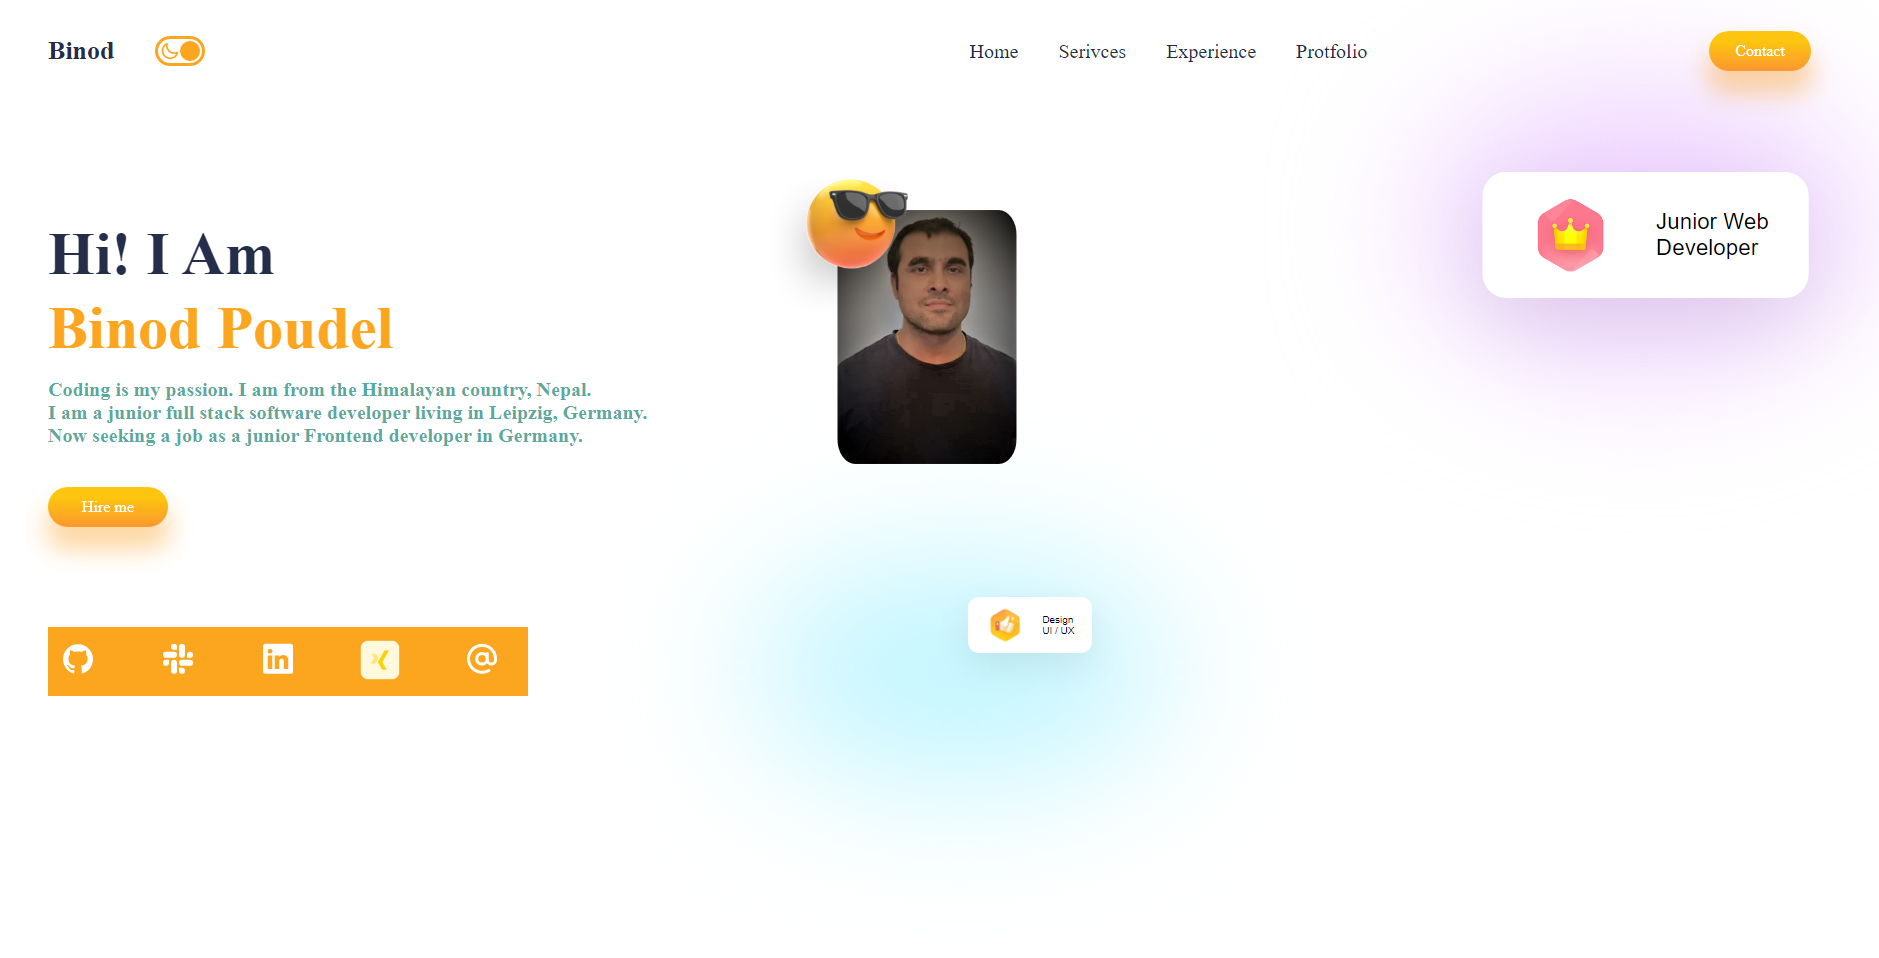 Binod
Home
Serivces
Experience
Protfolio
Contact
Junior Web
Developer
Hi! I Am
Binod Poudel
Coding is my passion. I am from the Himalayan country, Nepal.
I am a junior full stack software developer living in Leipzig, Germany.
Now seeking a job as a junior Frontend developer in Germany.
Hire me
Design
UI / UX